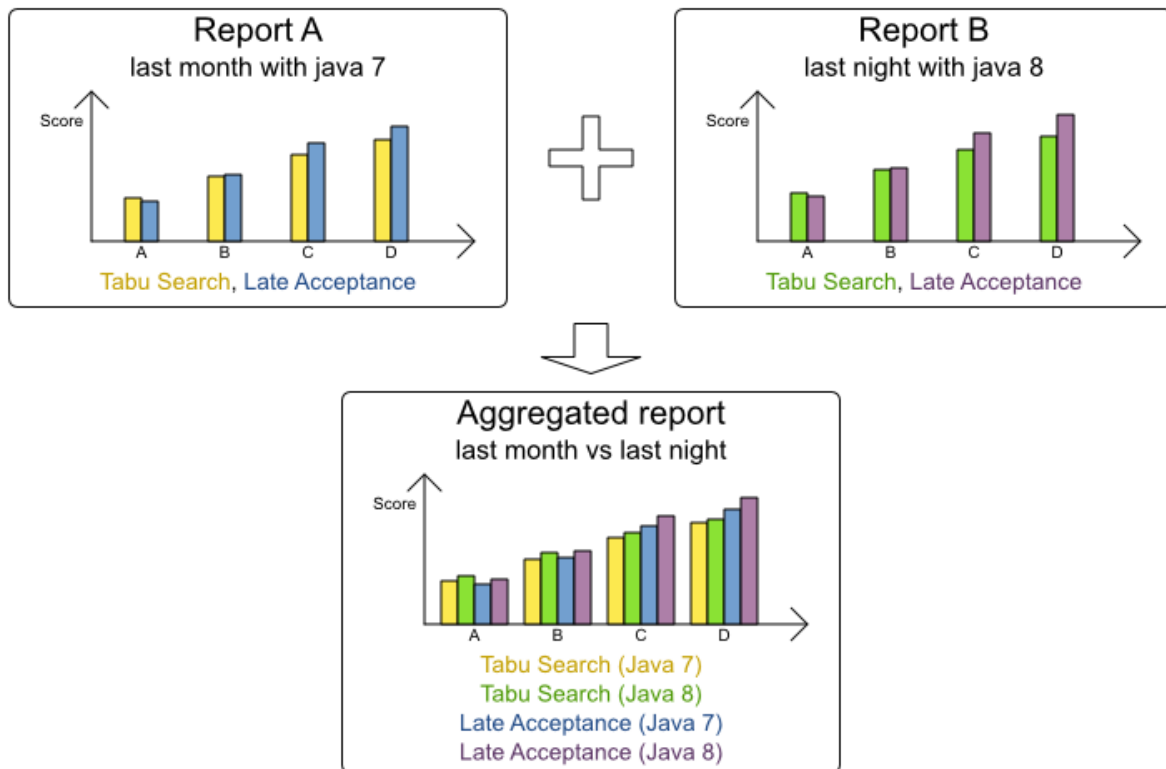 Report A
last month with java 7
Score
A B C D
Tabu Search, Late Acceptance
Report B
last night with java 8
Score
A B C D
Tabu Search, Late Acceptance
Aggregated report
last month vs last night
Score
A B C D
Tabu Search (Java 7)
Tabu Search (Java 8)
Late Acceptance (Java 7)
Late Acceptance (Java 8)